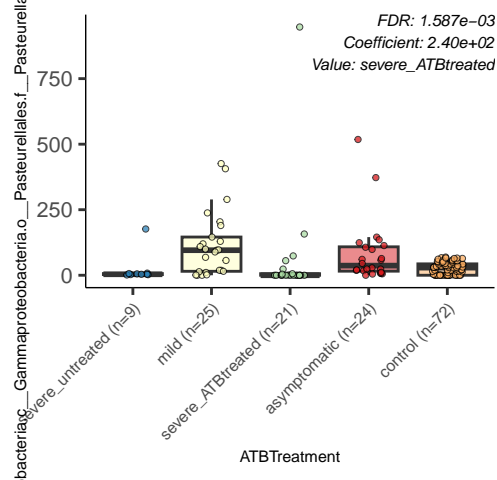 FDR: 1.587e−03
Coefficient: 2.40e+02
Value: severe_ATBtreated
bacteria.c__Gammaproteobacteria.o__Pasteurellales.f__Pasteurella
750
500
250
0
severe_untreated (n=9)
mild (n=25)
severe_ATBtreated (n=21)
asymptomatic (n=24)
control (n=72)
ATBTreatment